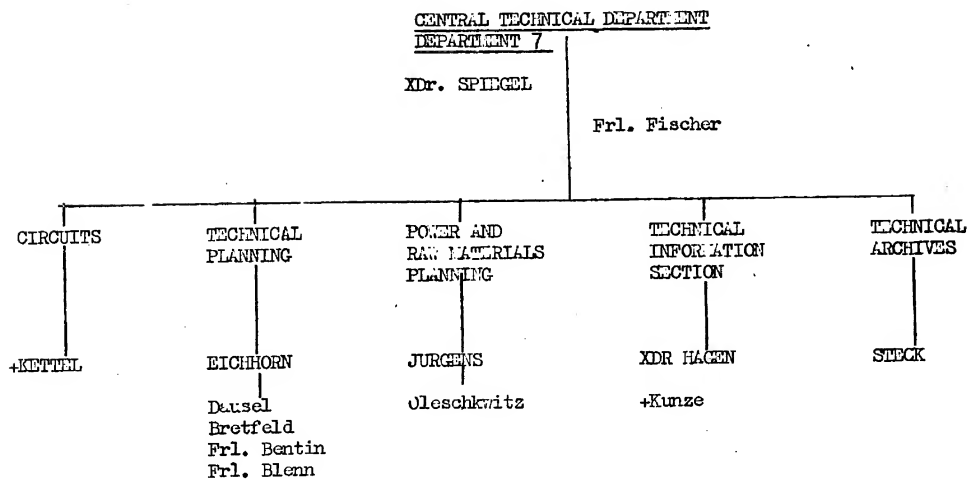 CENTRAL TECHNICAL DEPARTMENT
DEPARTMENT 7
XDr. SPIEGEL
Frl. Fischer
CIRCUITS
+KETTEL
TECHNICAL
PLANNING
EICHHORN
Dausel
Bretfeld
Frl. Bentin
Frl. Blenn
POWER AND
RAW MATERIALS
PLANNING
JURGENS
Oleschkwitz
TECHNICAL
INFORMATION
SECTION
XDR HAGEN
+Kunze
TECHNICAL
ARCHIVES
STECK